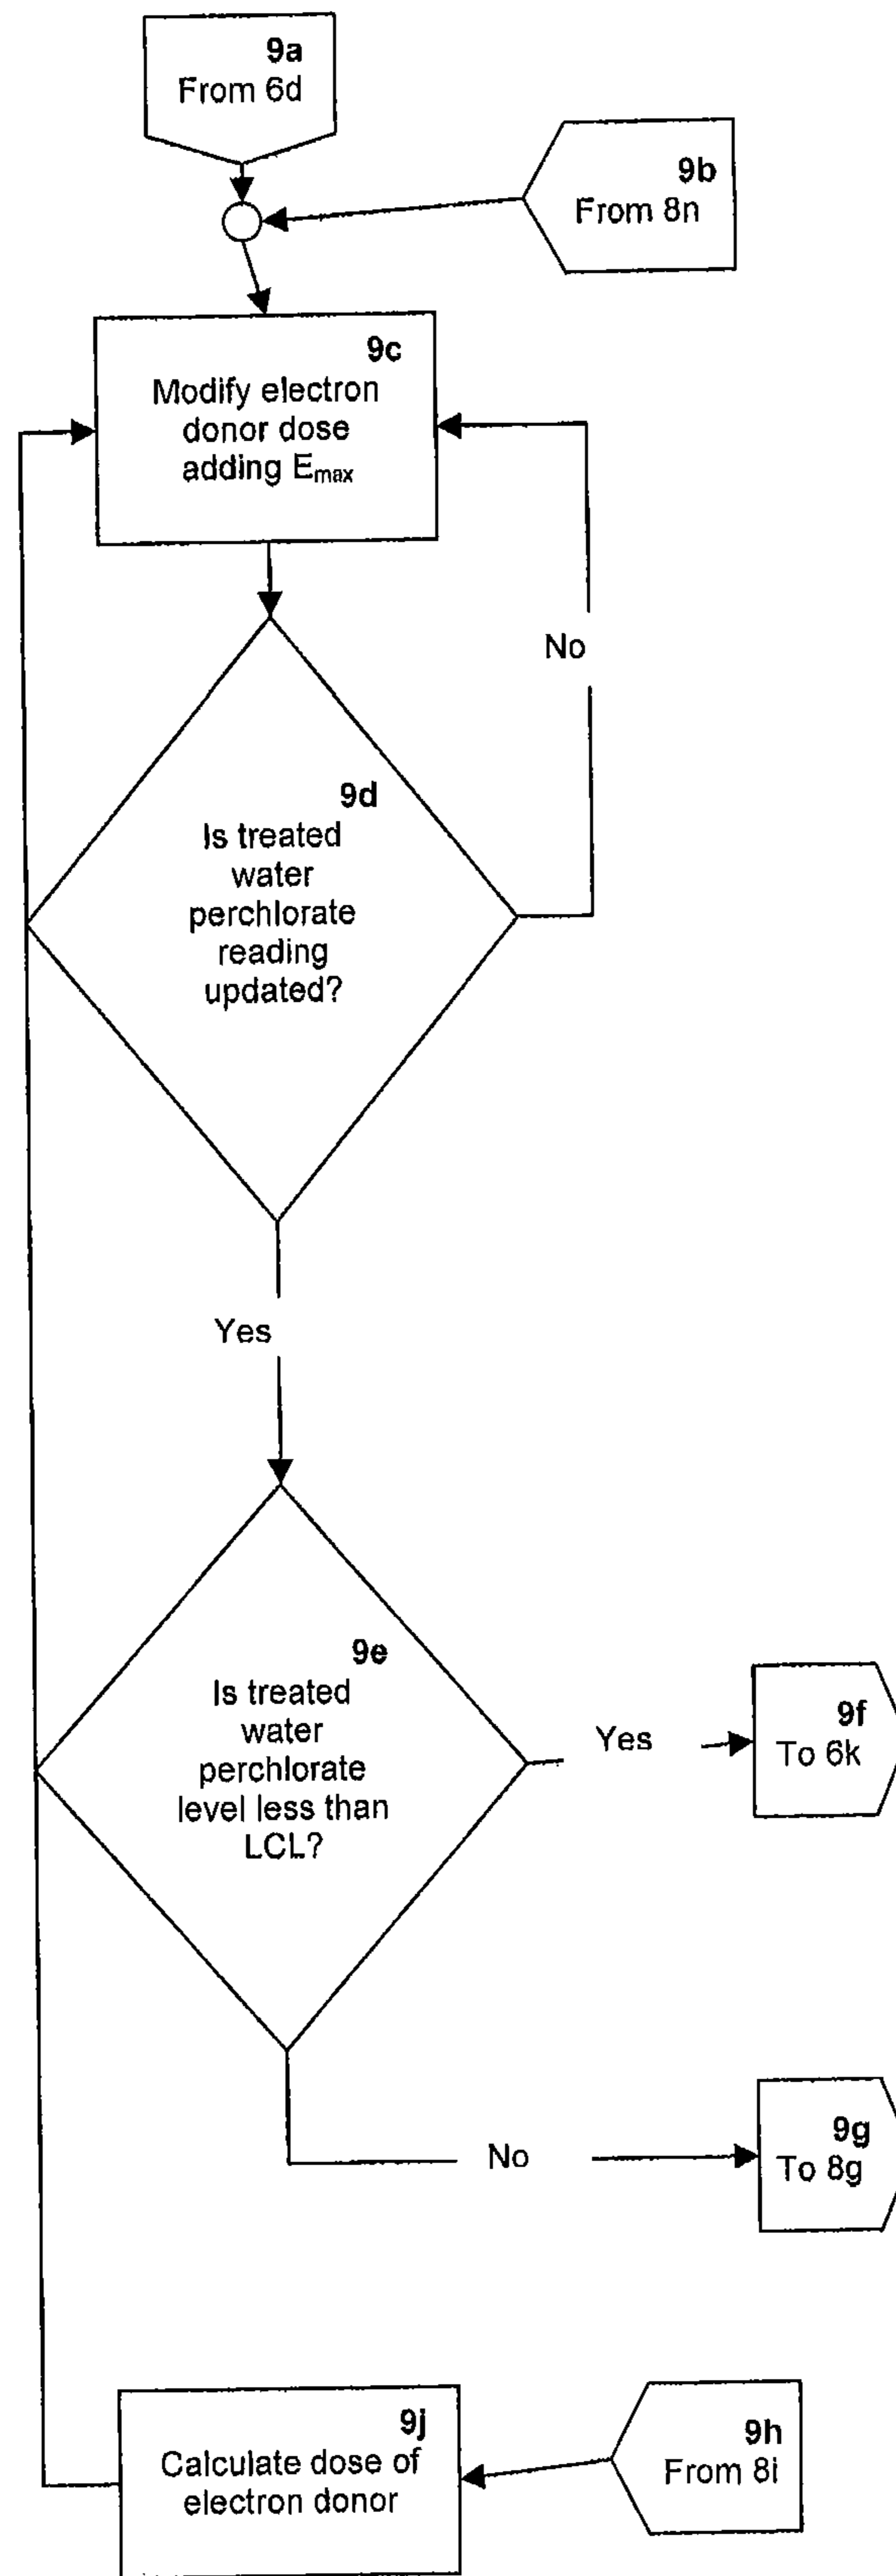 9a
From 6d
9b
From 8n
9c
Modify electron
donor dose
adding Emax
No
9d
Is treated
water
perchlorate
reading
updated?
Yes
9e
Is treated
water
perchlorate
level less than
LCL?
Yes
9f
To 6k
No
9g
To 8g
9j
Calculate dose of
electron donor
9h
From 8i